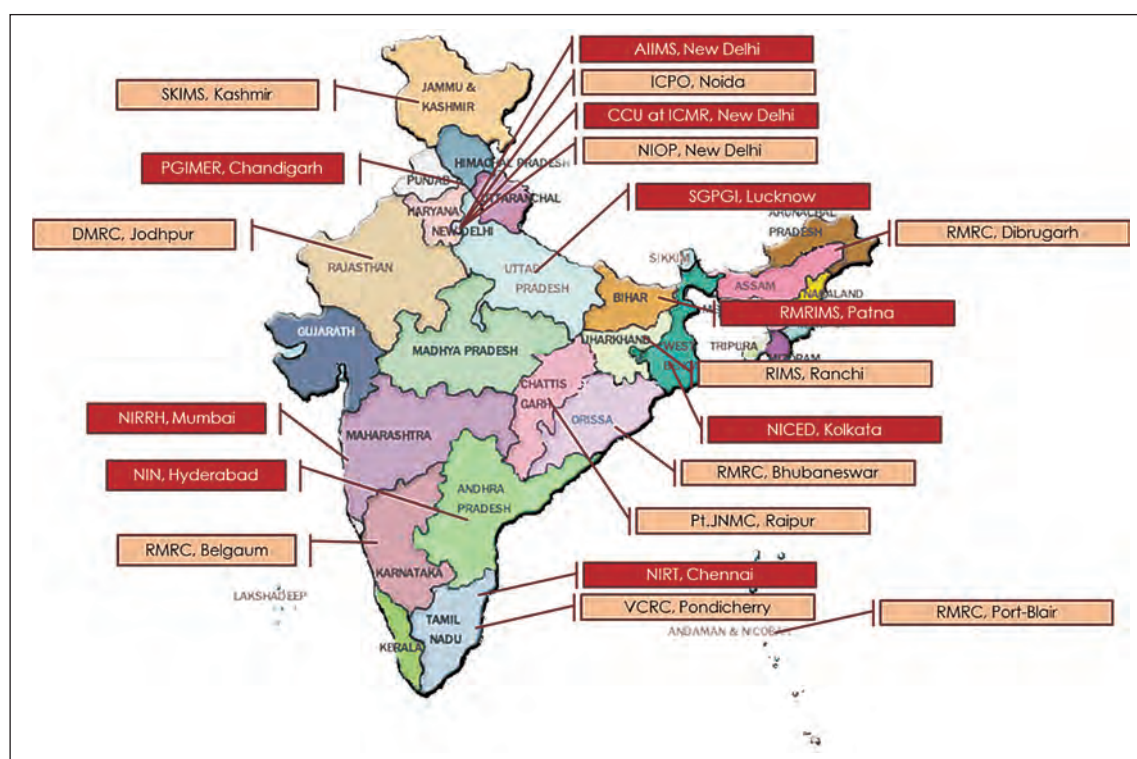 AIIMS, New Delhi
ICPO, Noida
SKIMS, Kashmir
JAMMU &
KASHMIR
CCU at ICMR, New Delhi
NIOP, New Delhi
PGIMER, Chandigarh
HIMACHAL PRADESH
PUNJAB
SGPGI, Lucknow
UTTARANCHAL
HARYANA
NEW DELHI
ARUNACHAL
PRADESH
DMRC, Jodhpur
RMRC, Dibrugarh
RAJASTHAN
SIKKIM
UTTAR
PRADESH
ASSAM
NAGALAND
BIHAR
RMRIMS, Patna
GUJARATH
MADHYA PRADESH
JHARKHAND
WEST
TRIPURA
RIMS, Ranchi
CHATTIS
GARH
NIRRH, Mumbai
ORISSA
NICED, Kolkata
MAHARASHTRA
NIN, Hyderabad
RMRC, Bhubaneswar
ANDHRA
PRADESH
Pt.JNMC, Raipur
RMRC, Belgaum
KARNATAKA
NIRT, Chennai
LAKSHADEEP
VCRC, Pondicherry
RMRC, Port-Blair
TAMIL
NADU
ANDAMAN & NICOBAR
KERALA